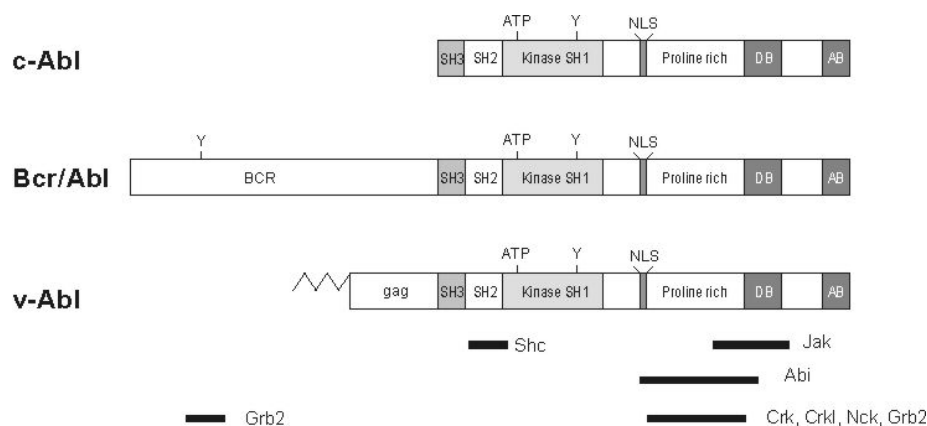 ATP Y NLS
c-Abl SH3 SH2 Kinase SH1 Proline rich DB AB
Y ATP Y NLS
Bcr/Abl BCR SH3 SH2 Kinase SH1 Proline rich DB AB
ATP Y NLS
v-Abl gag SH3 SH2 Kinase SH1 Proline rich DB AB
Shc Jak
Abi
Grb2 Crk, Crkl, Nck, Grb2